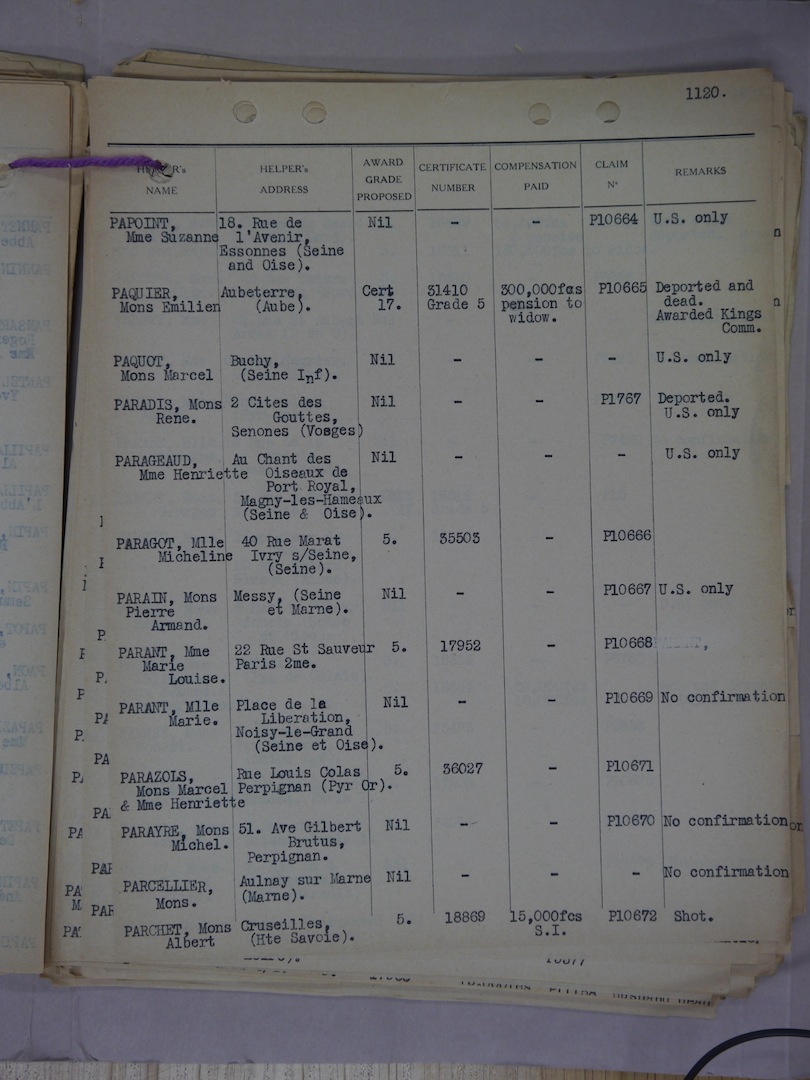 1120.
HELPER's NAME | HELPER's ADDRESS | AWARD GRADE PROPOSED | CERTIFICATE NUMBER | COMPENSATION PAID | CLAIM N° | REMARKS
PAPOINT, | 18. Rue de | Nil | - | - | P10664 | U.S. only
Mme Suzanne | l'Avenir,
Essonnes (Seine
and Oise).
PAQUIER, | Aubeterre, | Cert | 31410 | 300,000fcs | P10665 | Deported and
Mons Emilien | (Aube). | 17. | Grade 5 | pension to | dead.
widow. | Awarded Kings
Comm.
PAQUOT, | Buchy, | Nil | - | - | - | U.S. only
Mons Marcel | (Seine Inf).
PARADIS, Mons | 2 Cites des | Nil | - | - | P1767 | Deported.
Rene. | Gouttes, | U.S. only
Senones (Vosges)
PARAGEAUD, | Au Chant des | Nil | - | - | - | U.S. only
Mme Henriette | Oiseaux de
Port Royal,
Magny-les-Hameaux
(Seine & Oise).
PARAGOT, Mlle | 40 Rue Marat | 5. | 35503 | - | P10666
Micheline | Ivry s/Seine,
(Seine).
PARAIN, Mons | Messy, (Seine | Nil | - | - | P10667 | U.S. only
Pierre | et Marne).
Armand.
PARANT, Mme | 22 Rue St Sauveur | 5. | 17952 | - | P10668
Marie | Paris 2me.
Louise.
PARANT, Mlle | Place de la | Nil | - | - | P10669 | No confirmation
Marie. | Liberation,
Noisy-le-Grand
(Seine et Oise).
PARAZOLS, | Rue Louis Colas | 5. | 36027 | - | P10671
Mons Marcel | Perpignan (Pyr Or).
& Mme Henriette
PARAYRE, Mons | 51. Ave Gilbert | Nil | - | - | P10670 | No confirmation
Michel. | Brutus,
Perpignan.
PARCELLIER, | Aulnay sur Marne | Nil | - | - | - | No confirmation
Mons. | (Marne).
PARCHET, Mons | Cruseilles, | 5. | 18869 | 15,000fcs | P10672 | Shot.
Albert | (Hte Savoie). | S.I.